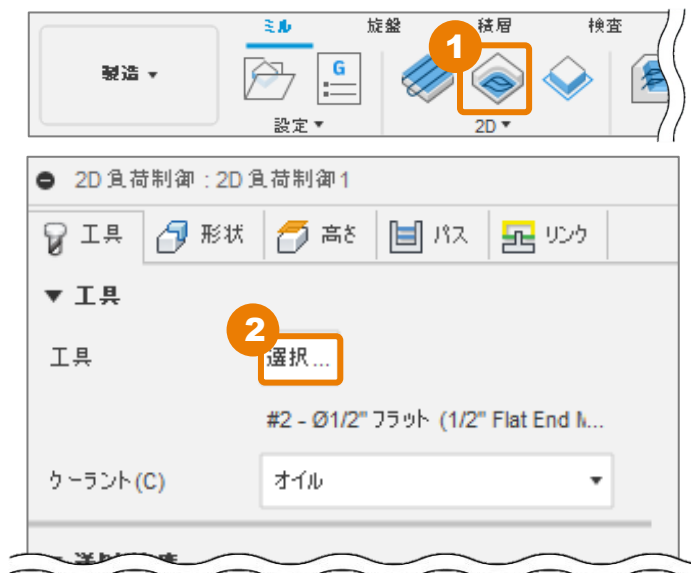 ミル 旋盤 積層 検査
1
製造 ▼
G
設定 ▼ 2D ▼
2D 負荷制御 : 2D 負荷制御1
工具 形状 高さ パス リンク
▼ 工具
2
工具 選択...
#2 - Ø1/2" フラット (1/2" Flat End M...
クーラント(C) オイル